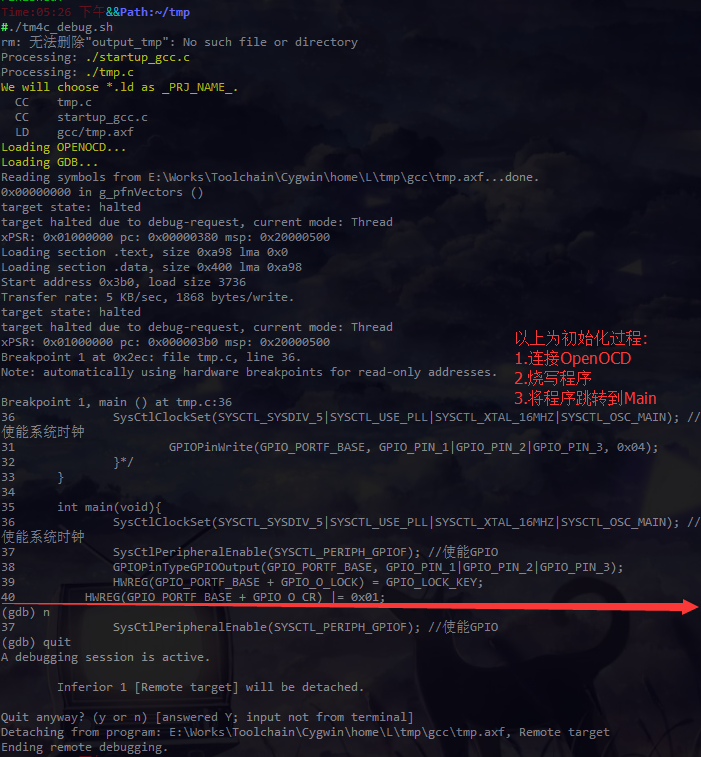 Time:05:26 下午&&Path:~/tmp
#./tm4c_debug.sh
rm: 无法删除"output_tmp": No such file or directory
Processing: ./startup_gcc.c
Processing: ./tmp.c
We will choose *.ld as _PRJ_NAME_.
CC tmp.c
CC startup_gcc.c
LD gcc/tmp.axf
Loading OPENOCD...
Loading GDB...
Reading symbols from E:\Works\Toolchain\Cygwin\home\L\tmp\gcc\tmp.axf...done.
0x00000000 in g_pfnVectors ()
target state: halted
target halted due to debug-request, current mode: Thread
xPSR: 0x01000000 pc: 0x00000380 msp: 0x20000500
Loading section .text, size 0xa98 lma 0x0
Loading section .data, size 0x400 lma 0xa98
Start address 0x3b0, load size 3736
Transfer rate: 5 KB/sec, 1868 bytes/write.
target state: halted
target halted due to debug-request, current mode: Thread
xPSR: 0x01000000 pc: 0x000003b0 msp: 0x20000500
Breakpoint 1 at 0x2ec: file tmp.c, line 36.
Note: automatically using hardware breakpoints for read-only addresses.
以上为初始化过程:
1.连接OpenOCD
2.烧写程序
3.将程序跳转到Main
Breakpoint 1, main () at tmp.c:36
36 SysCtlClockSet(SYSCTL_SYSDIV_5|SYSCTL_USE_PLL|SYSCTL_XTAL_16MHZ|SYSCTL_OSC_MAIN); //
使能系统时钟
31 GPIOPinWrite(GPIO_PORTF_BASE, GPIO_PIN_1|GPIO_PIN_2|GPIO_PIN_3, 0x04);
32 }*/
33 }
34
35 int main(void){
36 SysCtlClockSet(SYSCTL_SYSDIV_5|SYSCTL_USE_PLL|SYSCTL_XTAL_16MHZ|SYSCTL_OSC_MAIN); //
使能系统时钟
37 SysCtlPeripheralEnable(SYSCTL_PERIPH_GPIOF); //使能GPIO
38 GPIOPinTypeGPIOOutput(GPIO_PORTF_BASE, GPIO_PIN_1|GPIO_PIN_2|GPIO_PIN_3);
39 HWREG(GPIO_PORTF_BASE + GPIO_O_LOCK) = GPIO_LOCK_KEY;
40 HWREG(GPIO_PORTF_BASE + GPIO_O_CR) |= 0x01;
(gdb) n
37 SysCtlPeripheralEnable(SYSCTL_PERIPH_GPIOF); //使能GPIO
(gdb) quit
A debugging session is active.
Inferior 1 [Remote target] will be detached.
Quit anyway? (y or n) [answered Y; input not from terminal]
Detaching from program: E:\Works\Toolchain\Cygwin\home\L\tmp\gcc\tmp.axf, Remote target
Ending remote debugging.